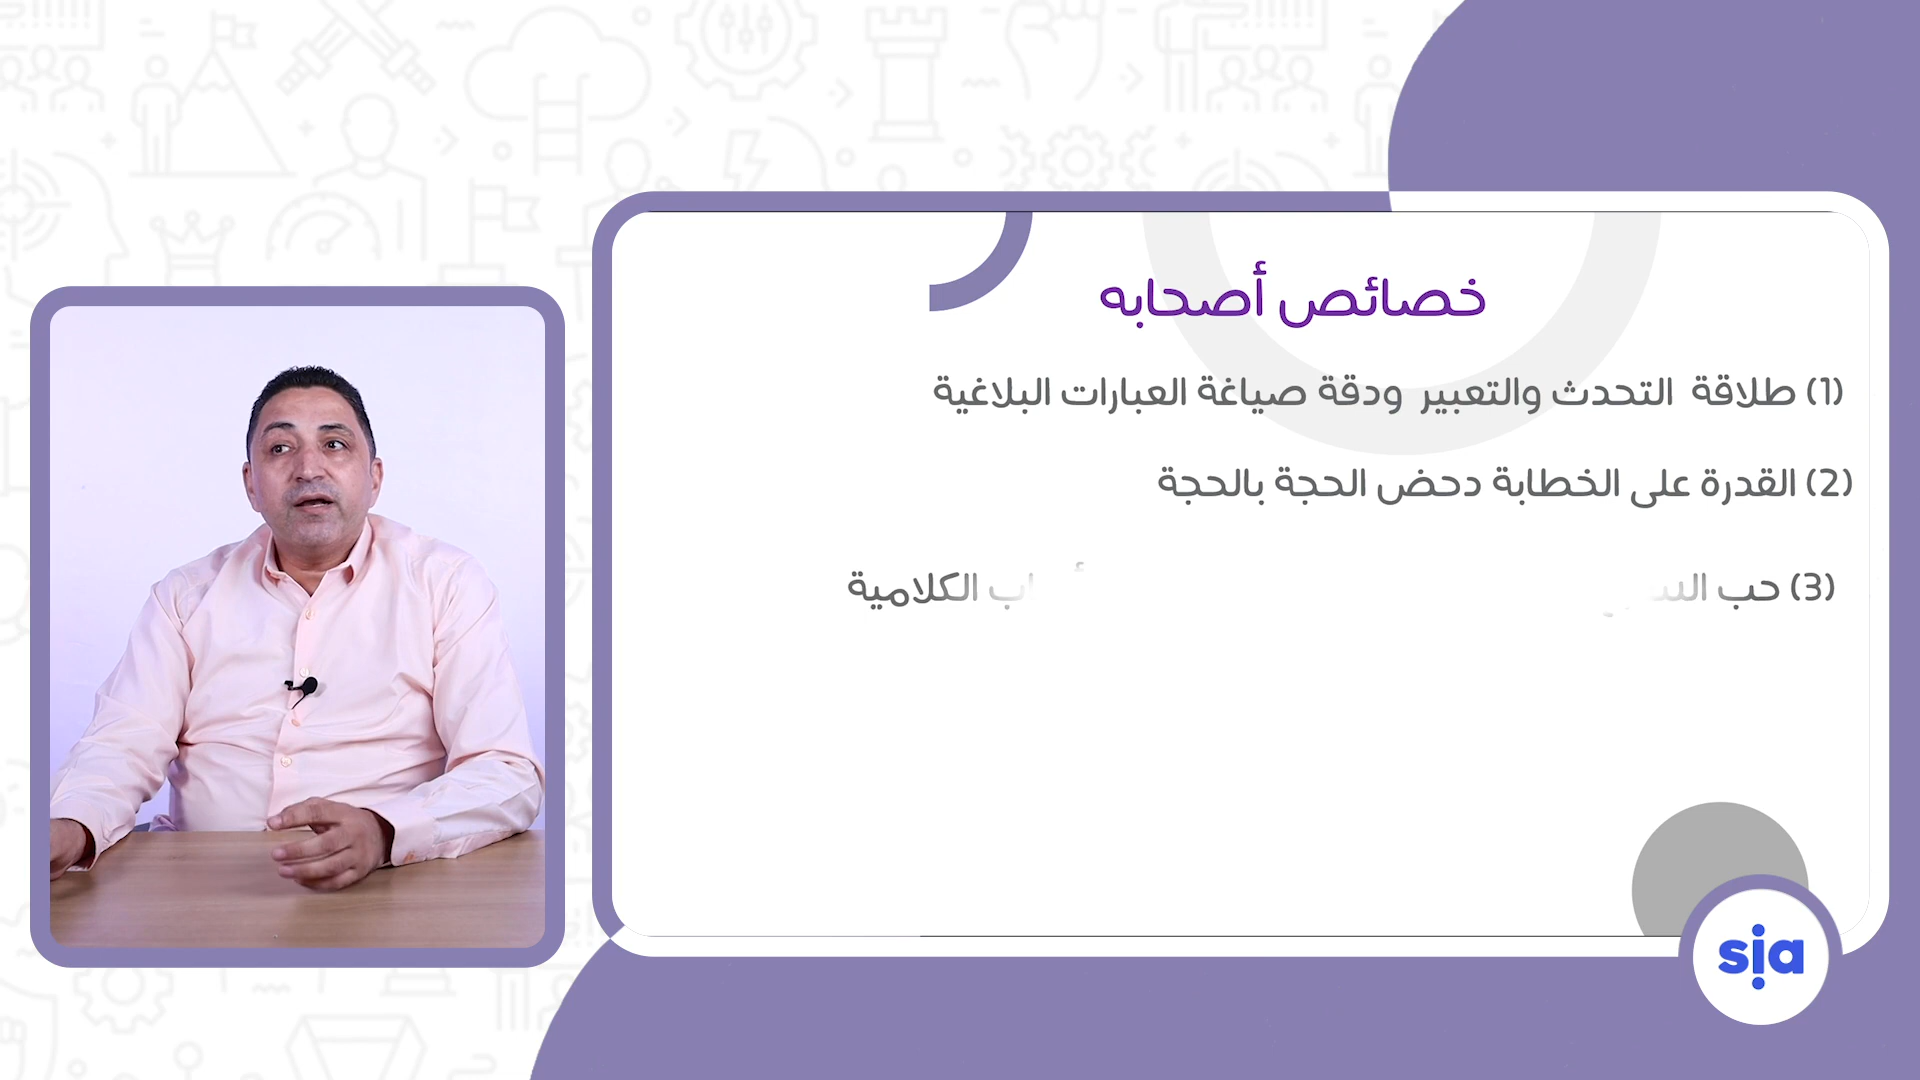 خصائص أصحابه
(1) طلاقة التحدث والتعبير ودقة صياغة العبارات البلاغية
(2) القدرة على الخطابة دحض الحجة بالحجة
(3) حب الكلامية
sia